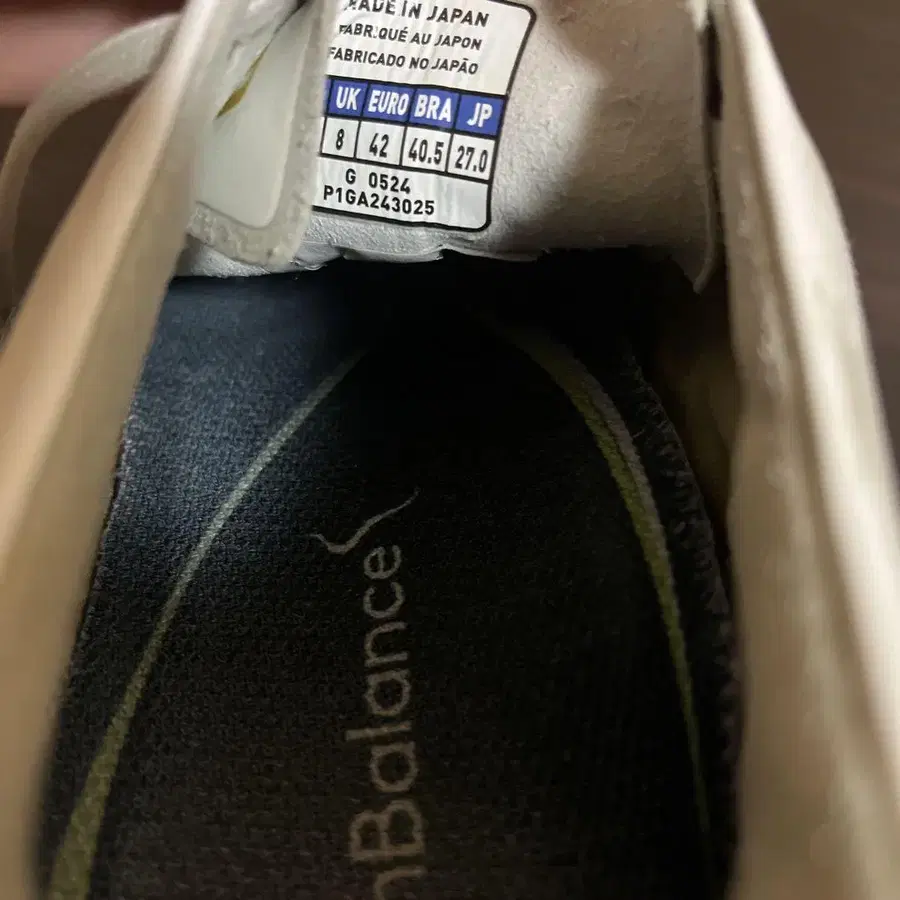 MADE IN JAPAN
FABRIQUÉ AU JAPON
FABRICADO NO JAPÃO
UK EURO BRA JP
8 42 40.5 27.0
G 0524
P1GA243025
nBalance